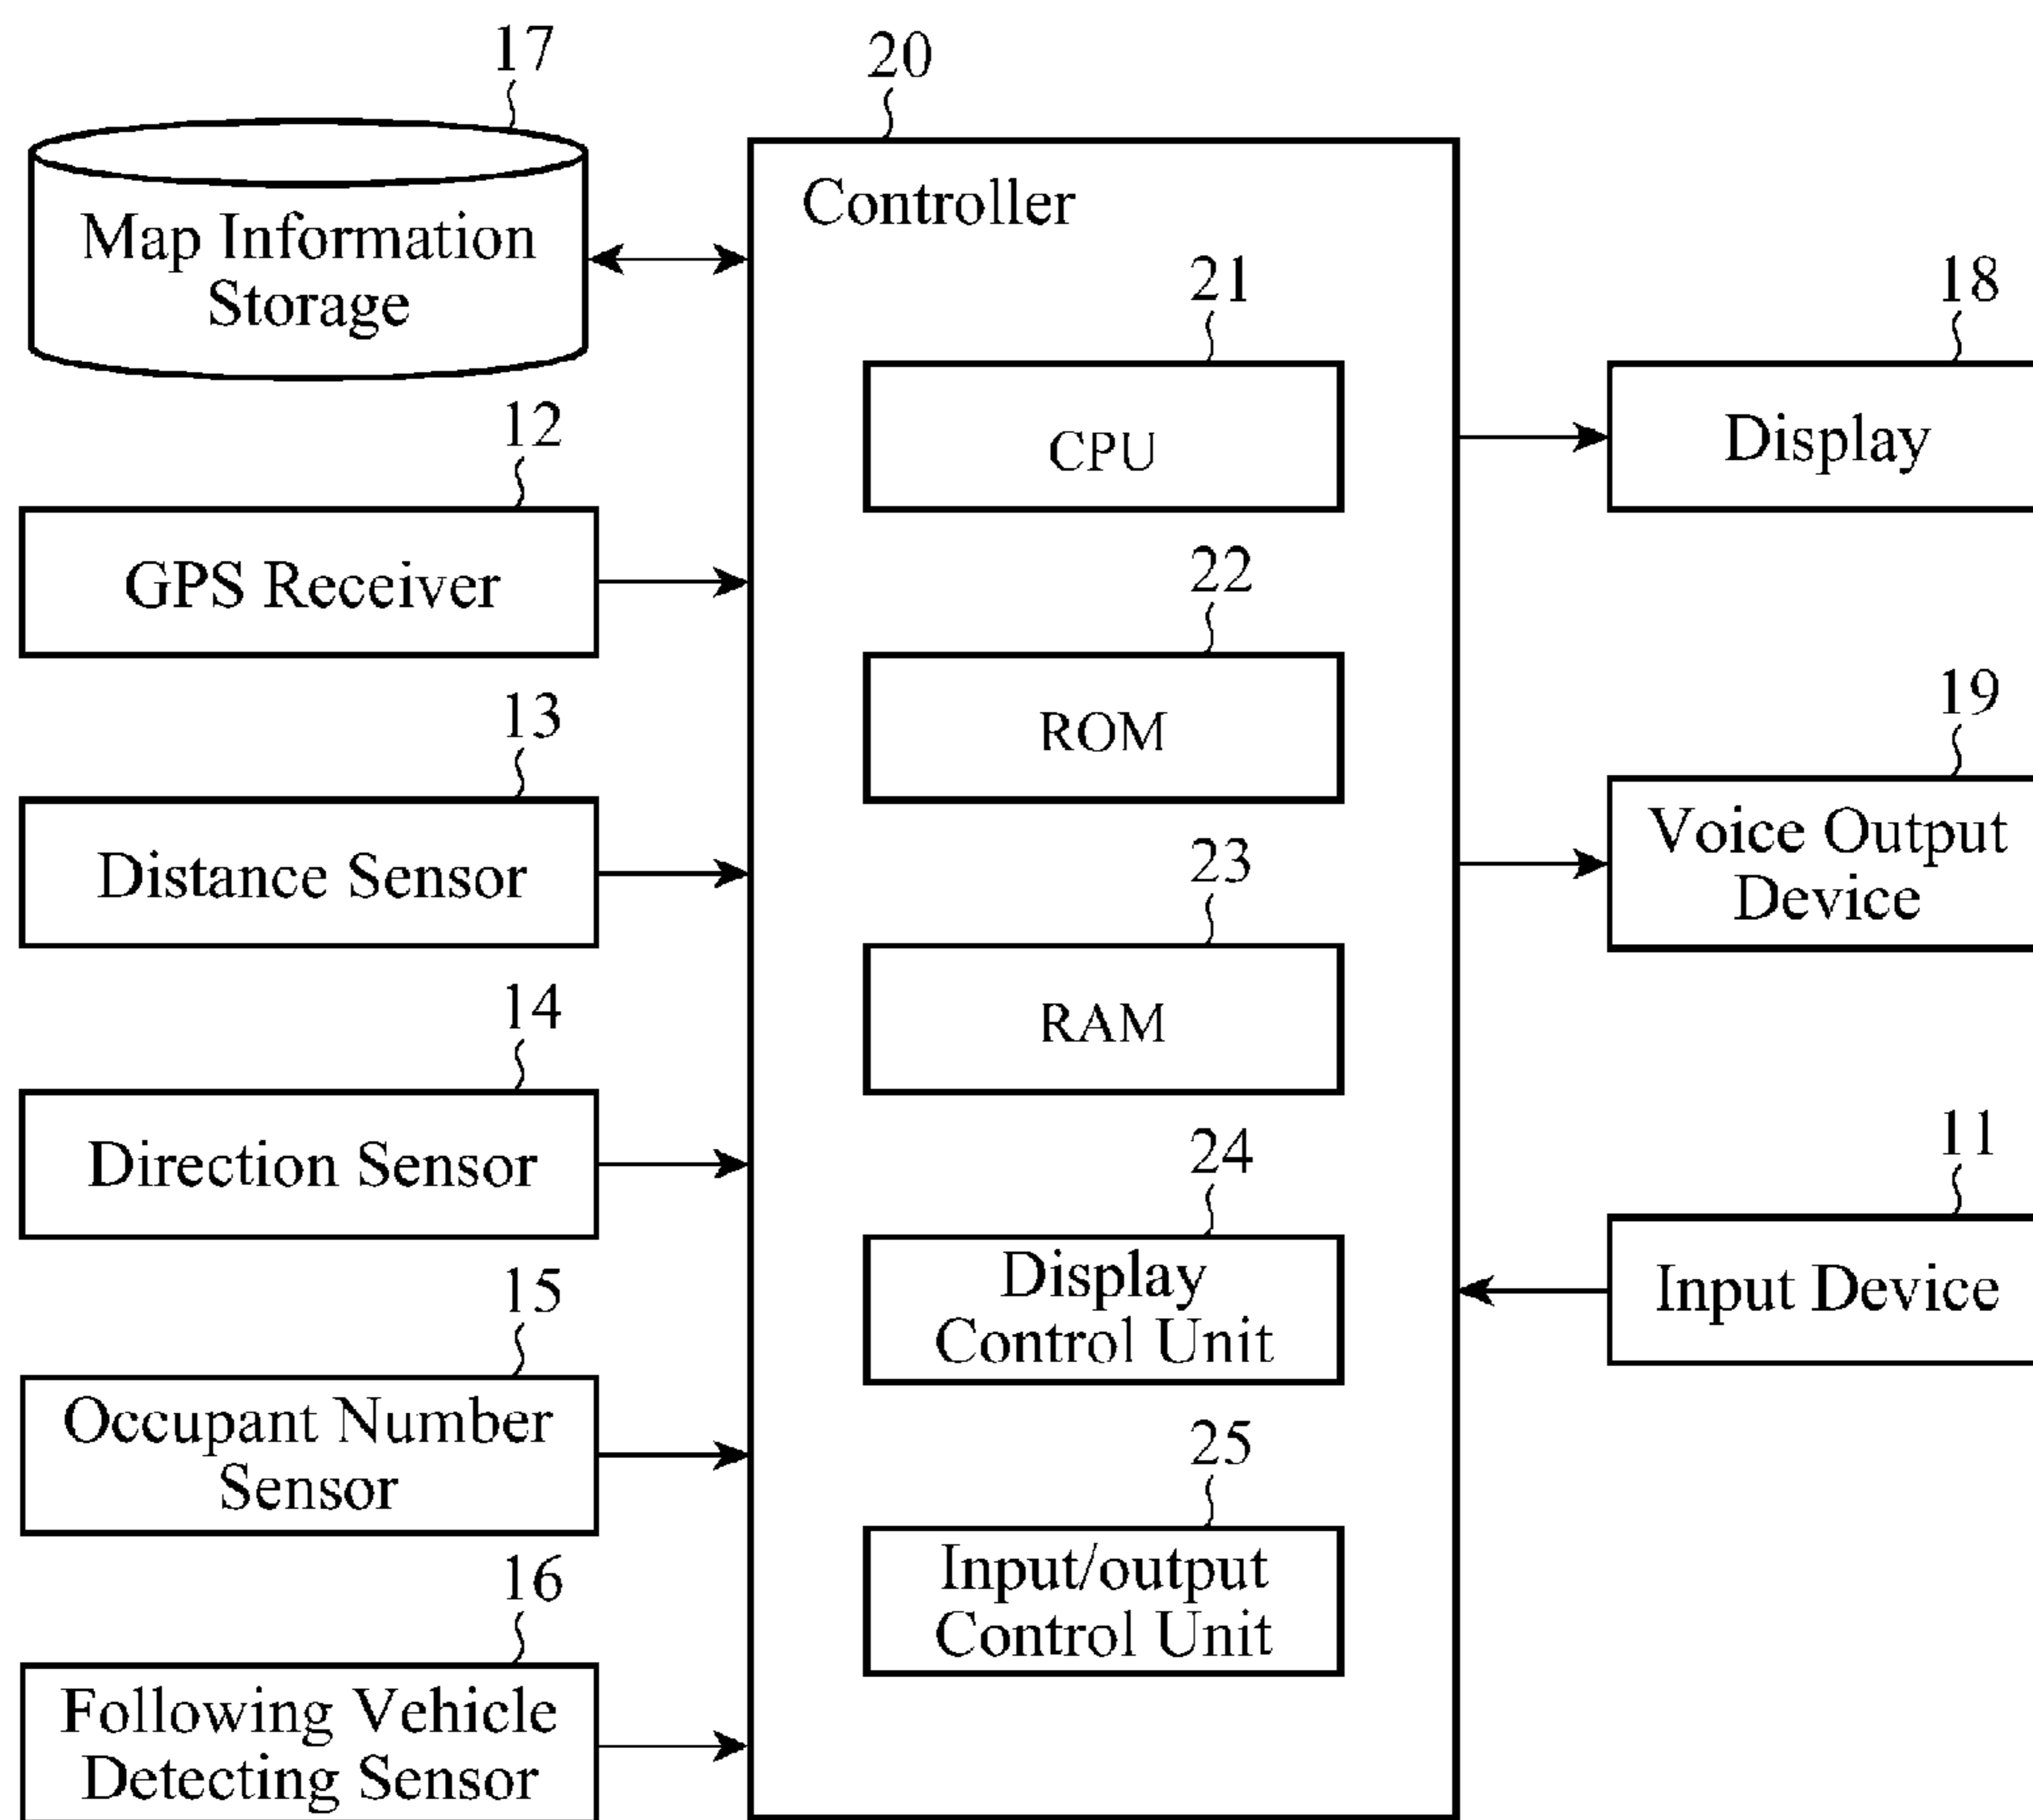 17
Map Information
Storage
12
GPS Receiver
13
Distance Sensor
14
Direction Sensor
15
Occupant Number
Sensor
16
Following Vehicle
Detecting Sensor
20
Controller
21
CPU
22
ROM
23
RAM
24
Display
Control Unit
25
Input/output
Control Unit
18
Display
19
Voice Output
Device
11
Input Device